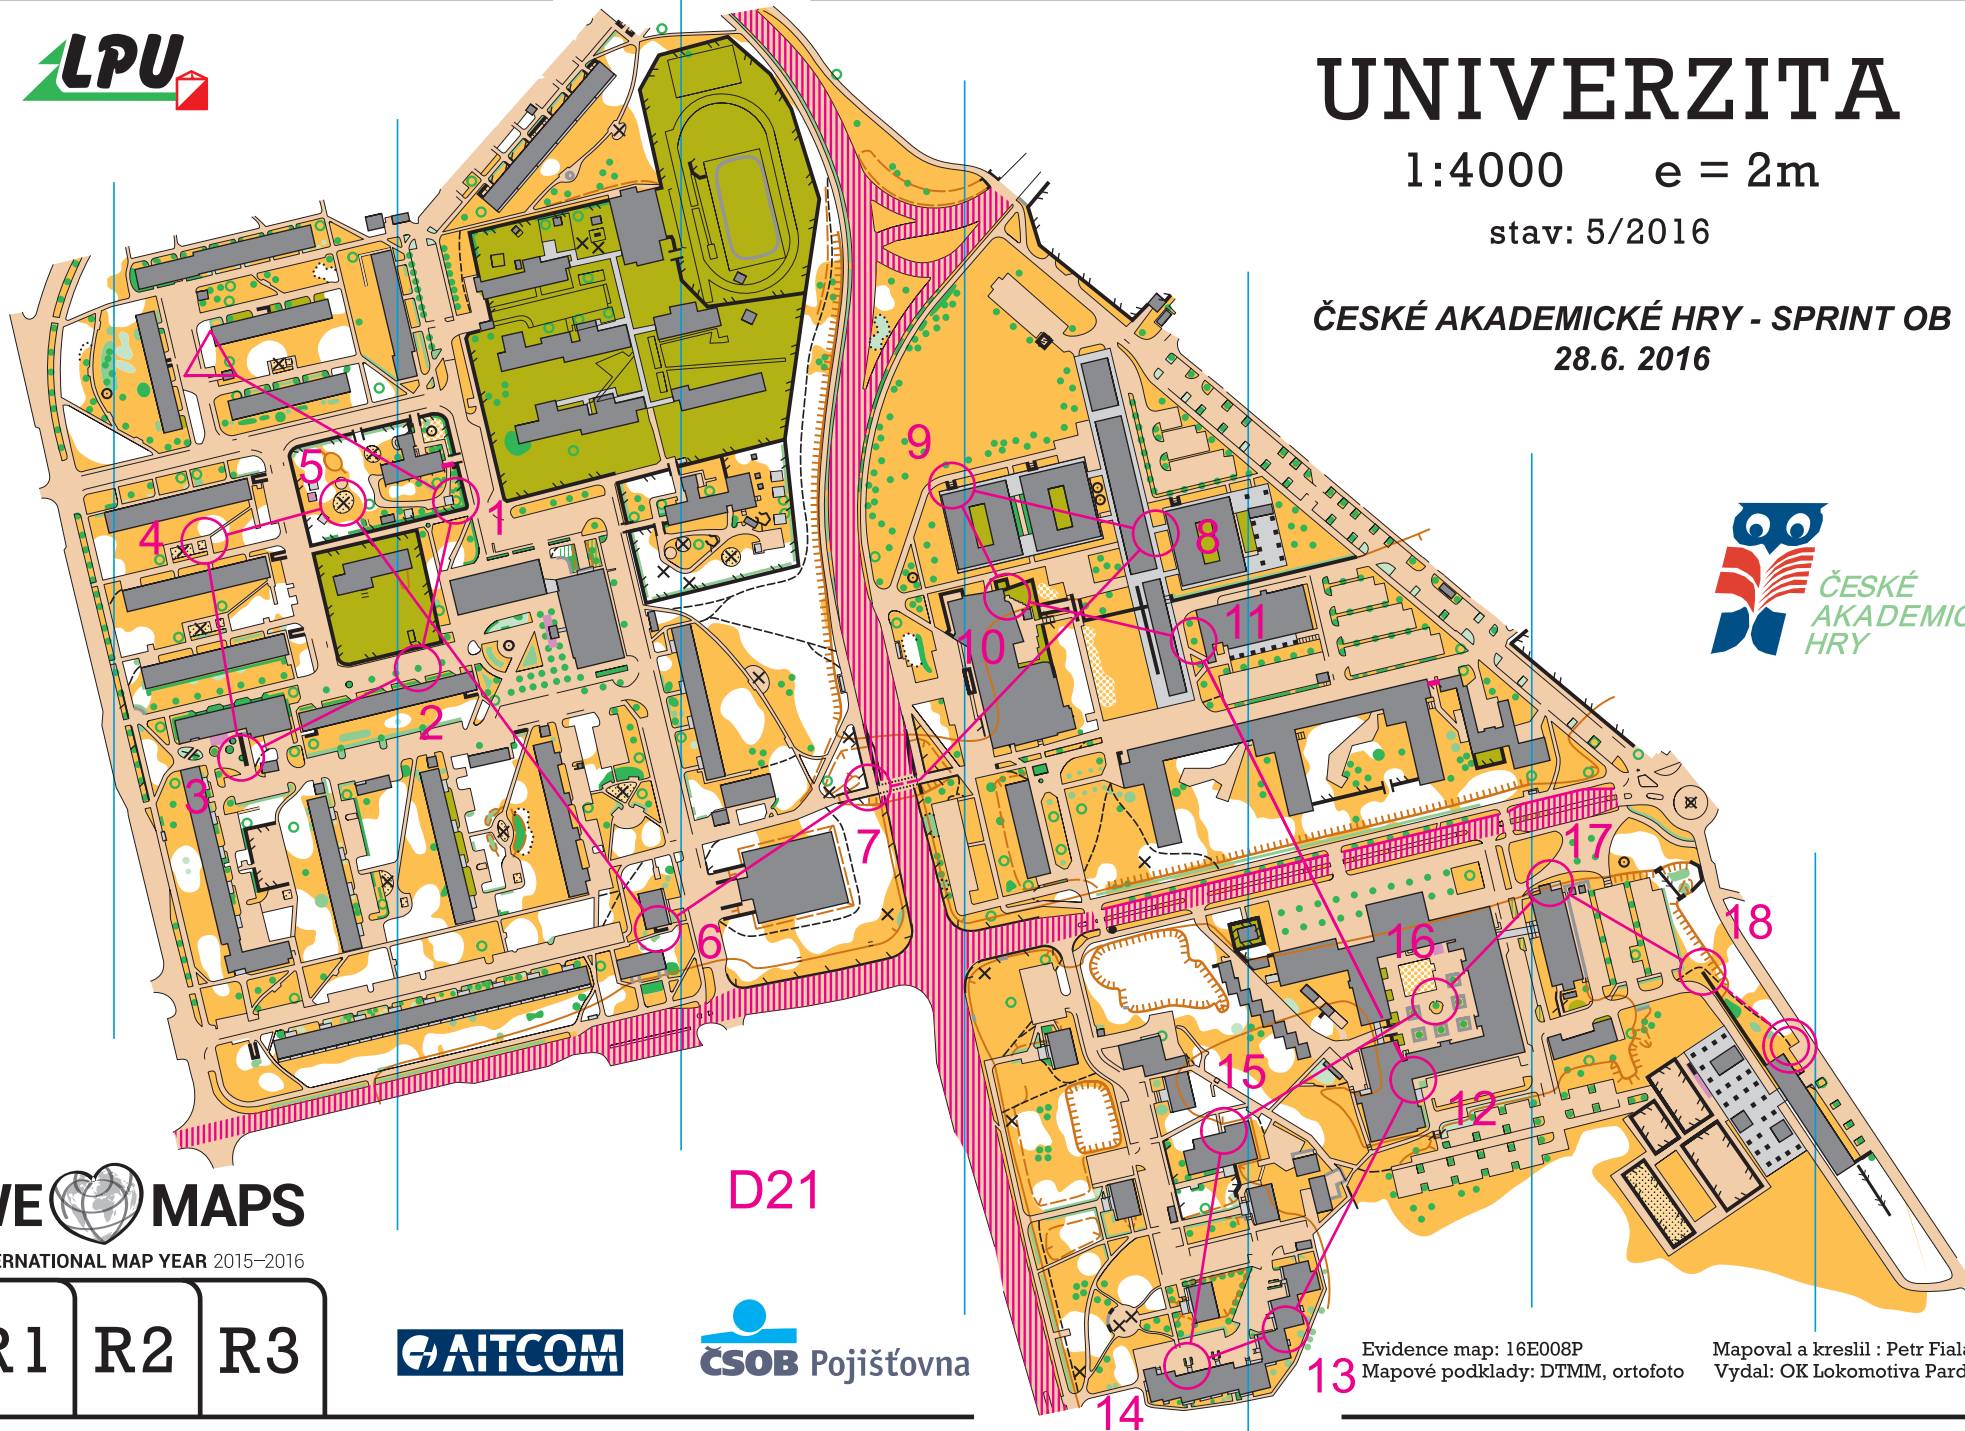 LPU
UNIVERZITA
1:4000 e = 2m
stav: 5/2016
ČESKÉ AKADEMICKÉ HRY - SPRINT OB
28.6. 2016
ČESKÉ
AKADEMIC
HRY
5
4
1
2
3
6
7
9
8
10
11
16
17
18
15
12
13
14
D21
WE MAPS
ERNATIONAL MAP YEAR 2015–2016
R1 R2 R3
AITCOM
ČSOB Pojišťovna
Evidence map: 16E008P
Mapové podklady: DTMM, ortofoto
Mapoval a kreslil : Petr Fiala
Vydal: OK Lokomotiva Pard